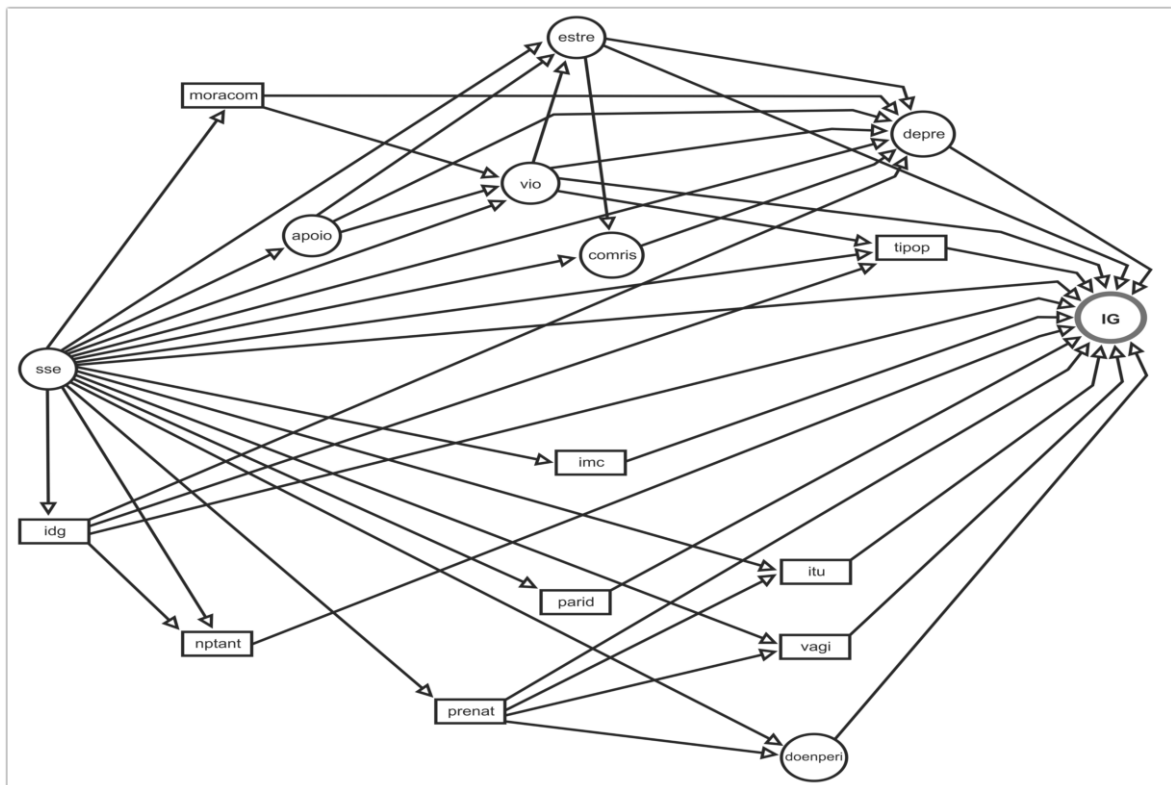 estre
moracom
depre
vio
apoio
comris
tipop
IG
sse
imc
idg
itu
parid
nptant
vagi
prenat
doenperi